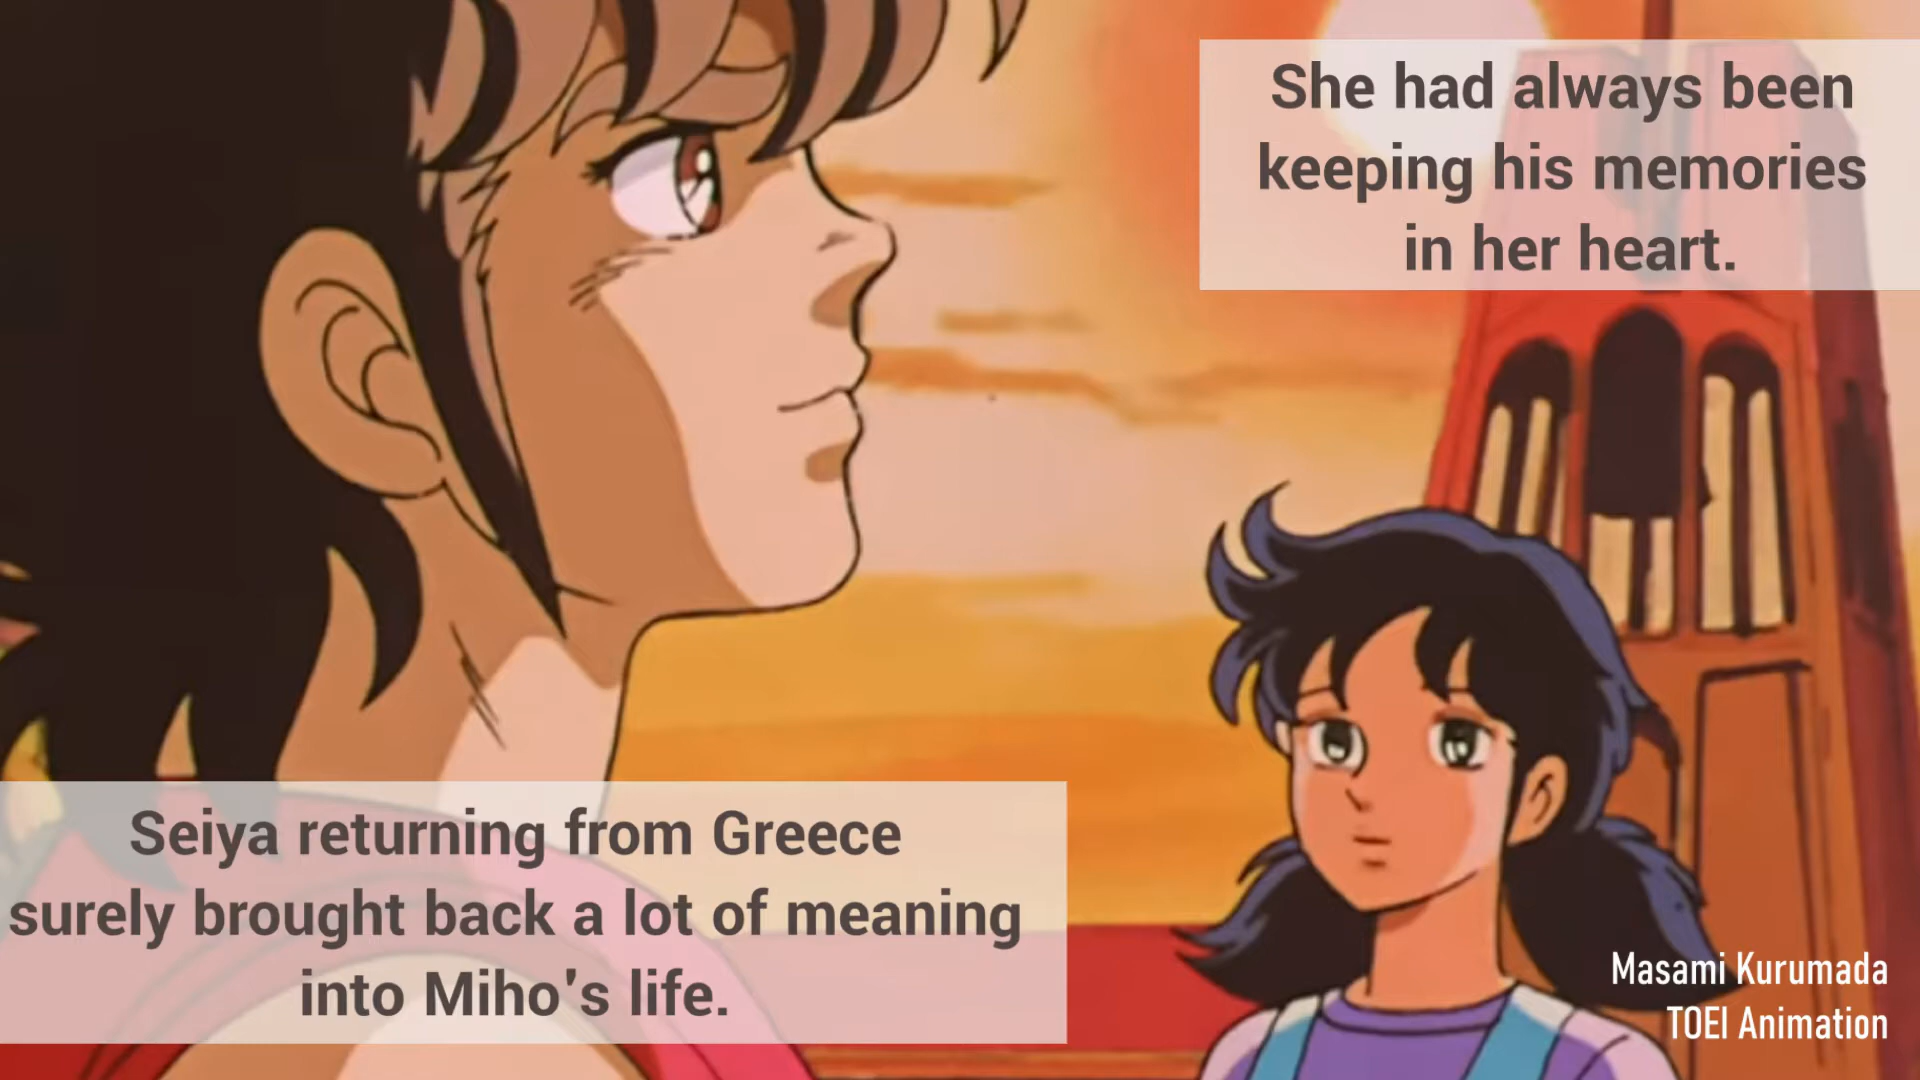 She had always been
keeping his memories
in her heart.
Seiya returning from Greece
surely brought back a lot of meaning
into Miho's life.
Masami Kurumada
TOEI Animation